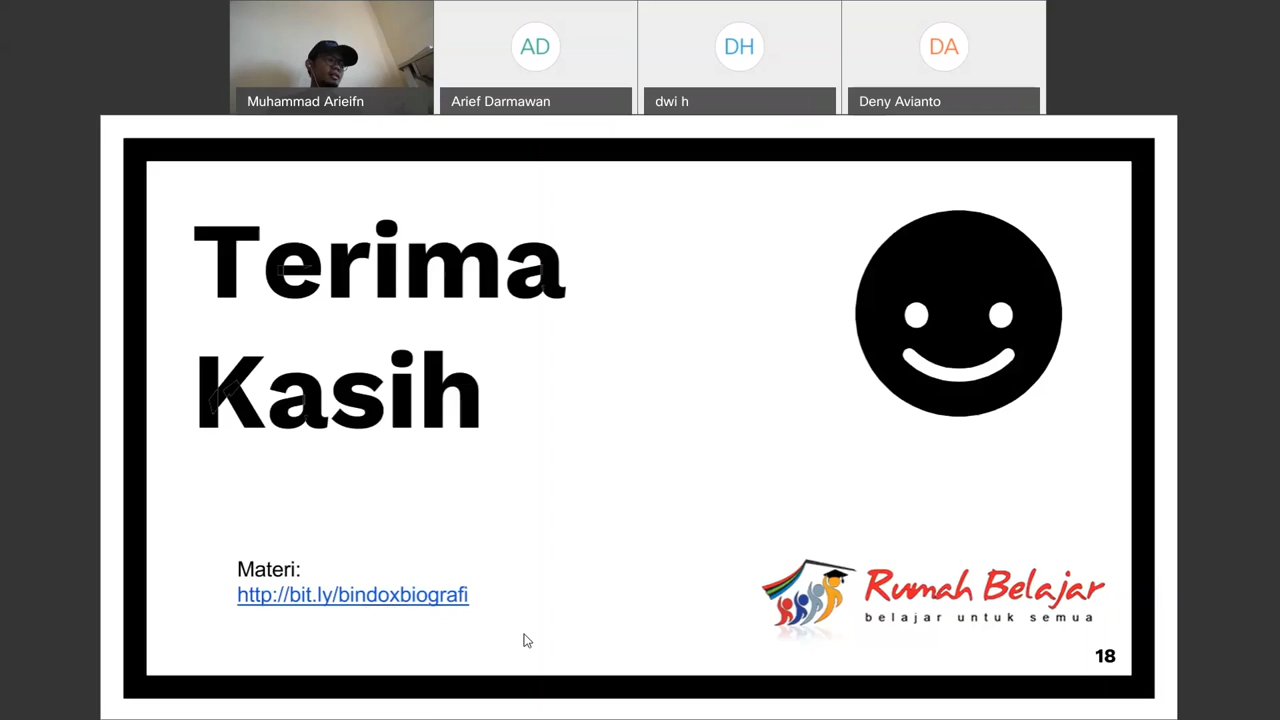 AD
DH
DA
Muhammad Arieifn
Arief Darmawan
dwi h
Deny Avianto
Terima
Kasih
Materi:
http://bit.ly/bindoxbiografi
Rumah Belajar
belajar untuk semua
18